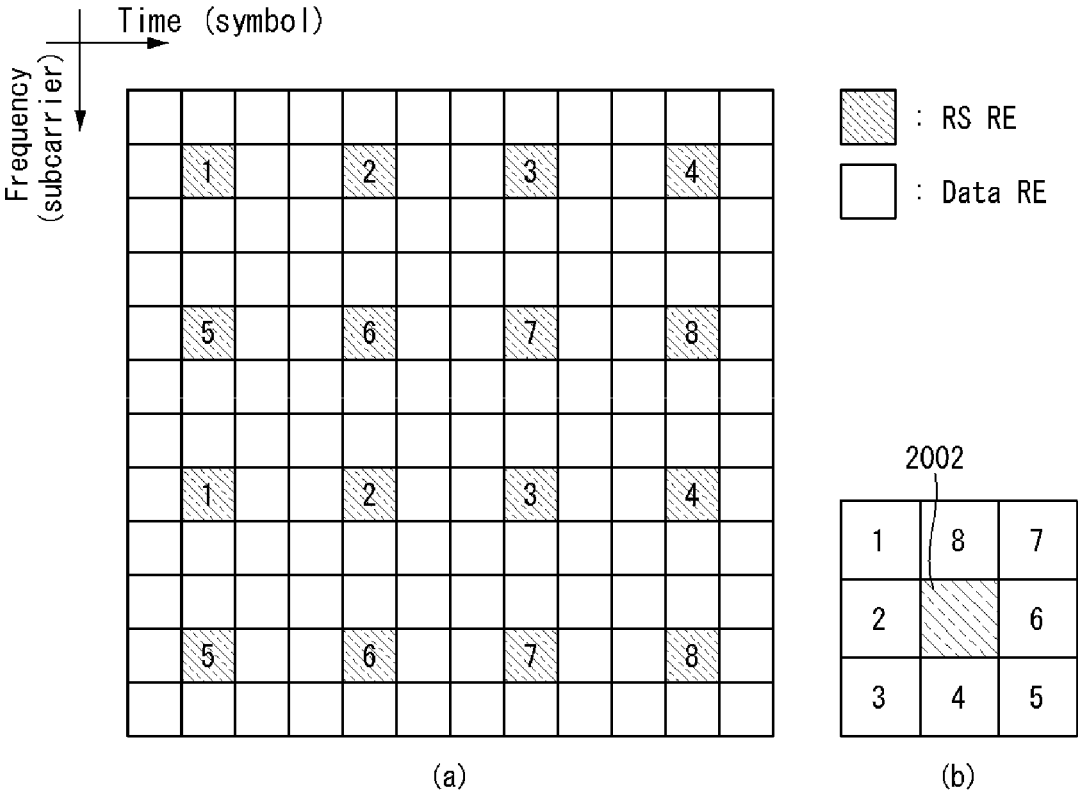 Time (symbol)
Frequency
(subcarrier)
: RS RE
: Data RE
1 2 3 4
5 6 7 8
1 2 3 4
5 6 7 8
2002
1 8 7
2 6
3 4 5
(a)
(b)